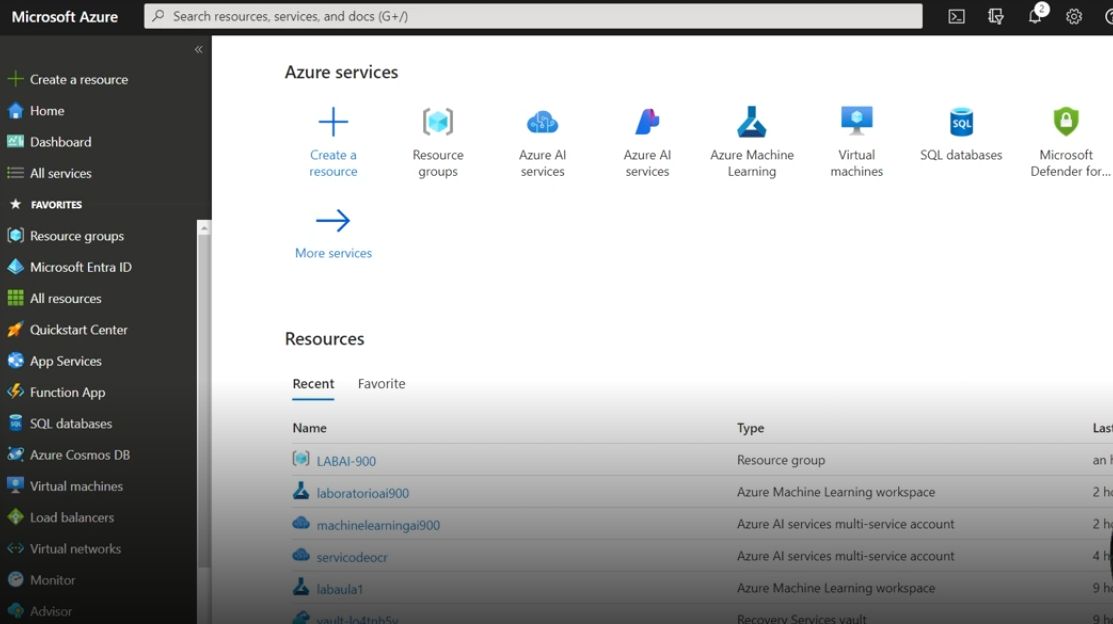 Microsoft Azure
Search resources, services, and docs (G+/)
2
«
Create a resource
Home
Dashboard
All services
FAVORITES
Resource groups
Microsoft Entra ID
All resources
Quickstart Center
App Services
Function App
SQL databases
Azure Cosmos DB
Virtual machines
Load balancers
Virtual networks
Monitor
Advisor
Azure services
Create a
resource
Resource
groups
Azure AI
services
Azure AI
services
Azure Machine
Learning
Virtual
machines
SQL
SQL databases
Microsoft
Defender for...
More services
Resources
Recent
Favorite
Name Type Last
LABAI-900 Resource group an h
laboratorioai900 Azure Machine Learning workspace 2 ho
machinelearningai900 Azure AI services multi-service account 2 ho
servicodeocr Azure AI services multi-service account 4 h
labaula1 Azure Machine Learning workspace 9 ho
Recovery Services vault 9 ho